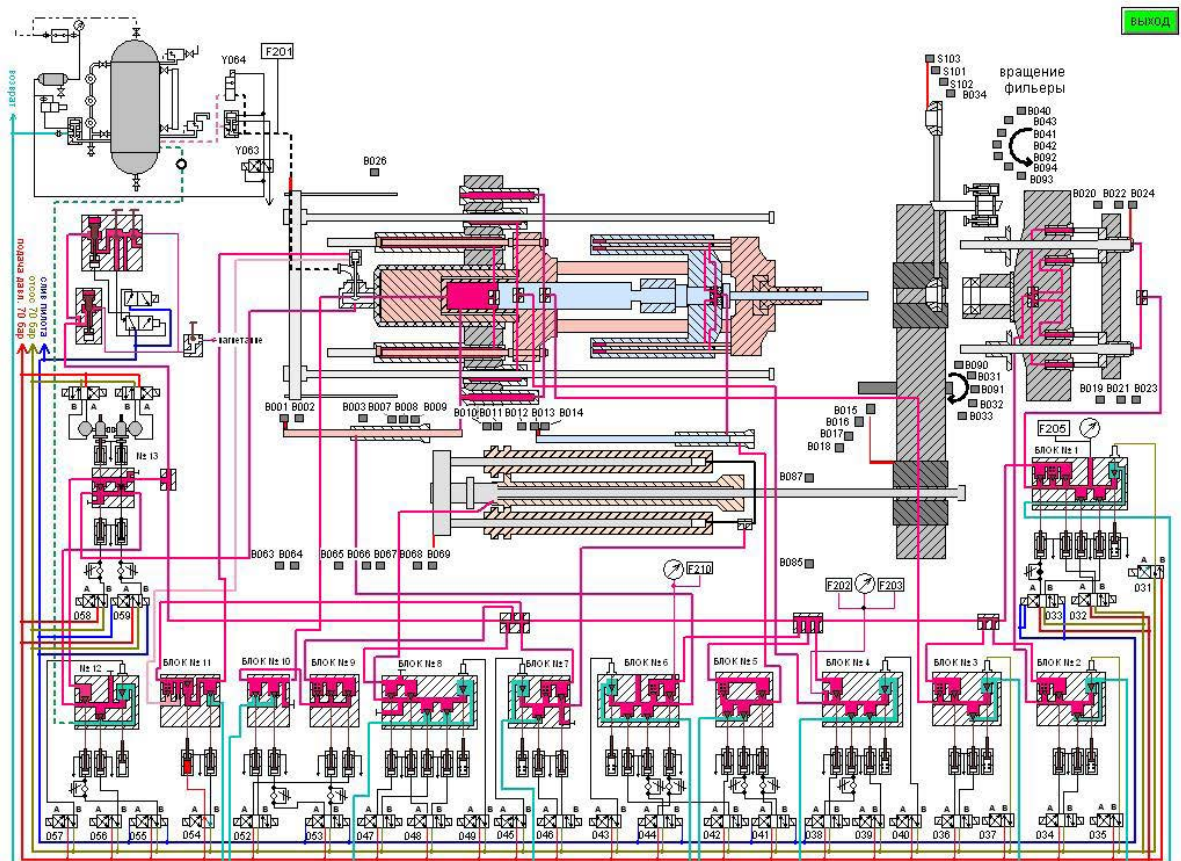 выход
F201
Y064
S103
S101
S102
B034
вращение
фильеры
возврат
B040
B043
B041
B042
B092
B094
B093
Y063
B026
B020 B022 B024
подача давл. 70 бар
отсос 70 бар
слив пилота
нагнетание
B090
B031
B091
B032
B033
B019 B021 B023
B001 B002 B003 B007 B008 B009 B010 B011 B012 B013 B014
B015
B016
B017
B018
F205
B A B A
№ 13
БЛОК № 1
B087
B063 B064 B065 B066 B067 B068 B069
B085
F210
F202 F203
A B A B
058 059
A B A B A B
033 032 031
№ 12 БЛОК № 11 БЛОК № 10 БЛОК № 9 БЛОК № 8 БЛОК № 7 БЛОК № 6 БЛОК № 5 БЛОК № 4 БЛОК № 3 БЛОК № 2
A B A B A B A B A B A B A B A B A B A B A B A B A B A B A B A B A B A B A B A B A B A B
057 056 055 054 052 053 047 048 049 045 046 043 044 042 041 038 039 040 036 037 034 035